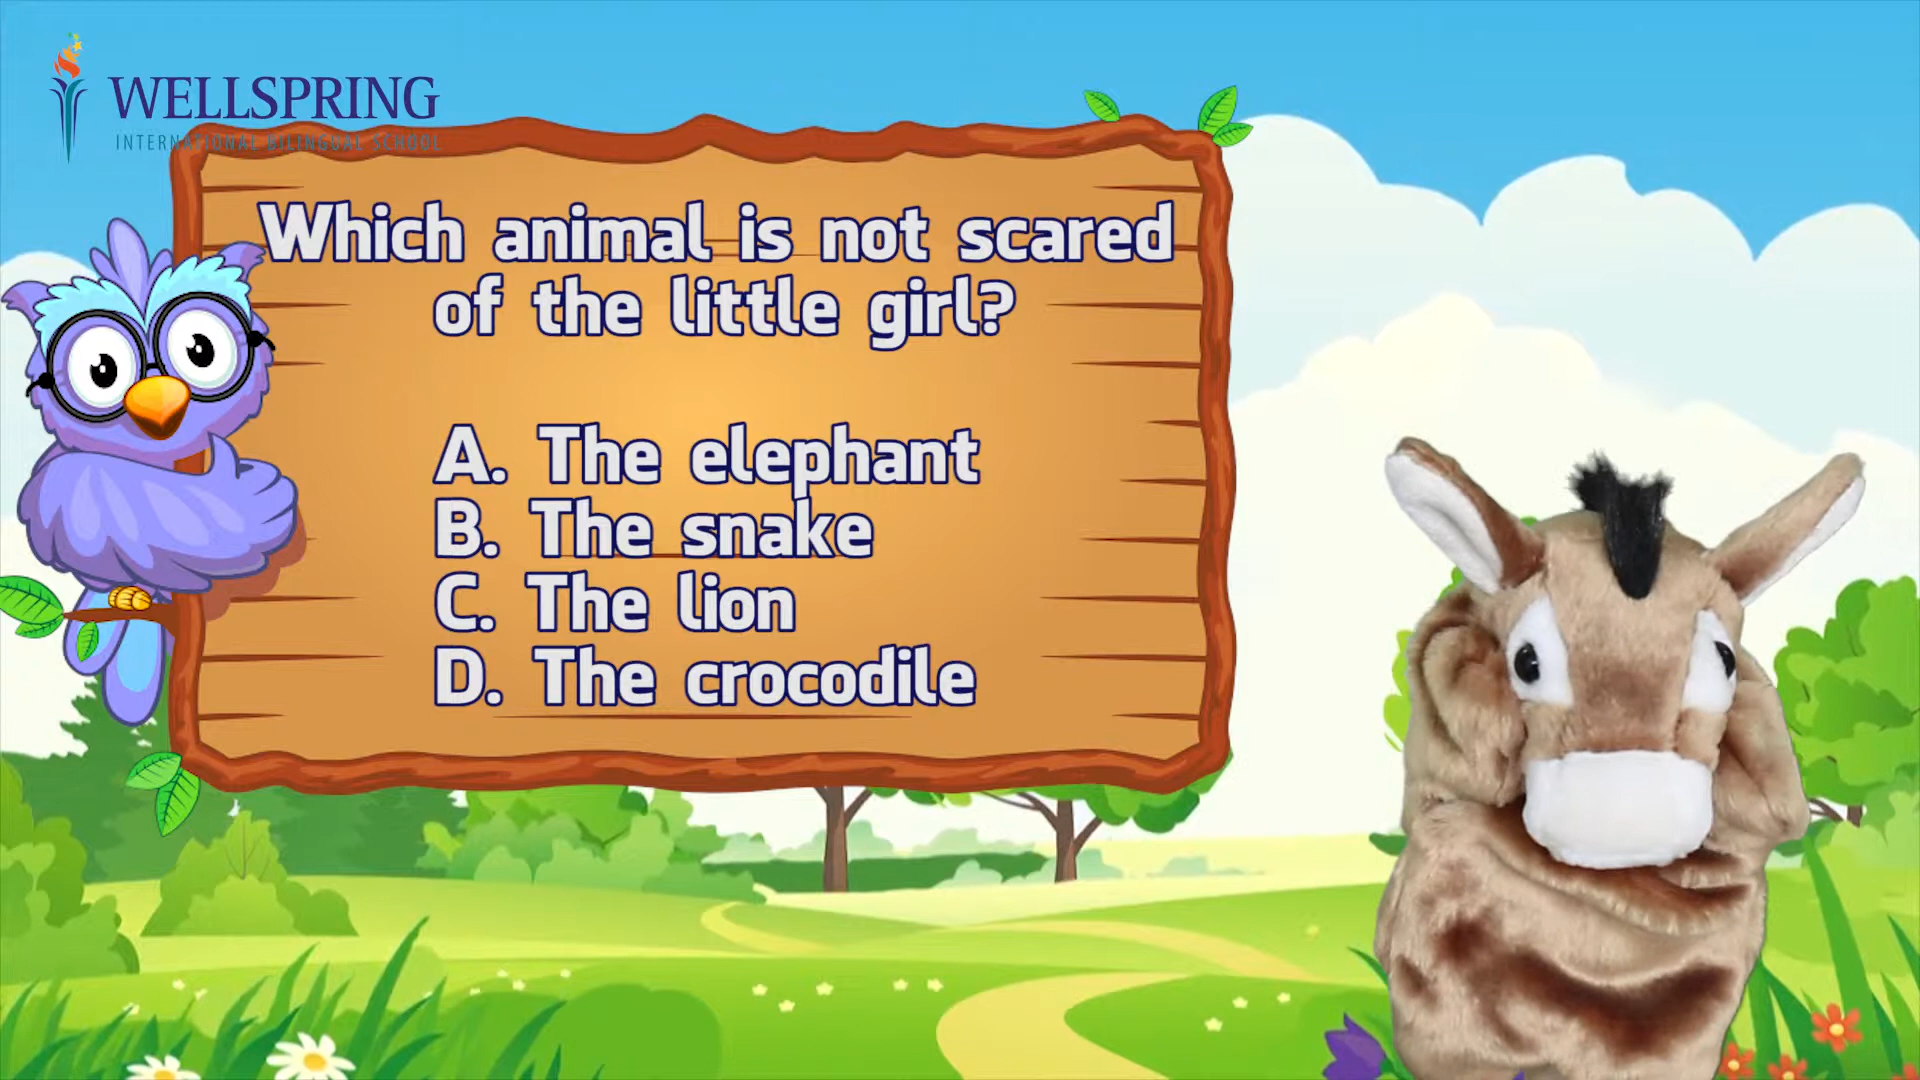 WELLSPRING
INTERNATIONAL BILINGUAL SCHOOL
Which animal is not scared
of the little girl?
A. The elephant
B. The snake
C. The lion
D. The crocodile